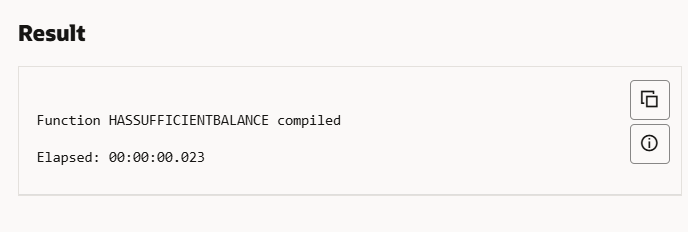 Result
Function HASSUFFICIENTBALANCE compiled
Elapsed: 00:00:00.023